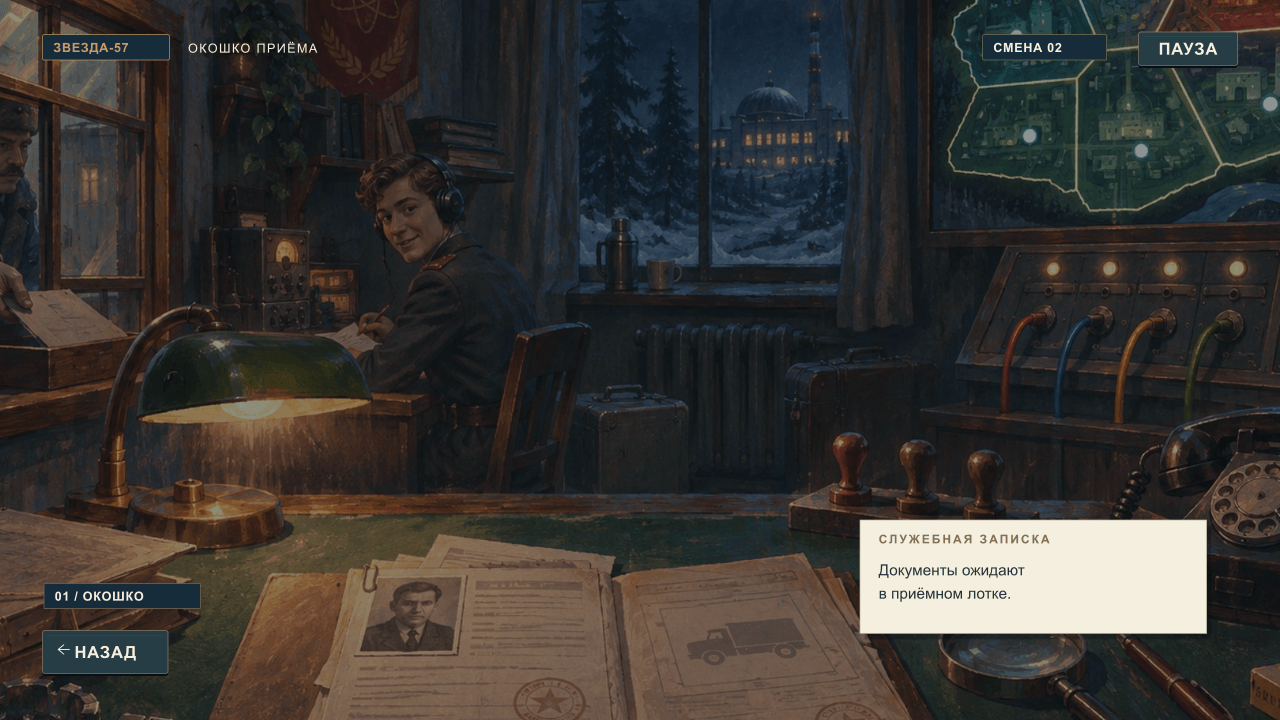 ЗВЕЗДА-57
ОКОШКО ПРИЁМА
СМЕНА 02
ПАУЗА
СЛУЖЕБНАЯ ЗАПИСКА
Документы ожидают
в приёмном лотке.
01 / ОКОШКО
← НАЗАД